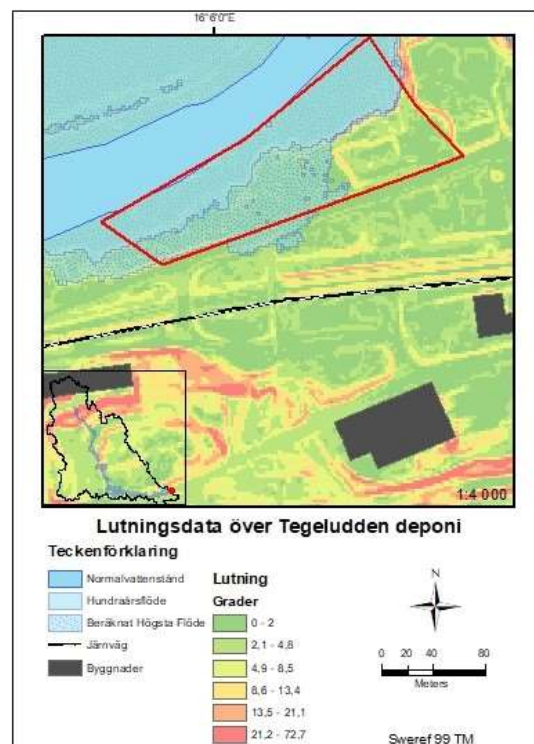 16°6'0"E
1:4 000
Lutningsdata över Tegeludden deponi
Teckenförklaring
Normalvattenstånd
Hundraårsflöde
Beräknat Högsta Flöde
Järnväg
Byggnader
Lutning
Grader
0 - 2
2,1 - 4,8
4,9 - 8,5
8,6 - 13,4
13,5 - 21,1
21,2 - 72,7
N
0 20 40 80
Meters
Sweref 99 TM